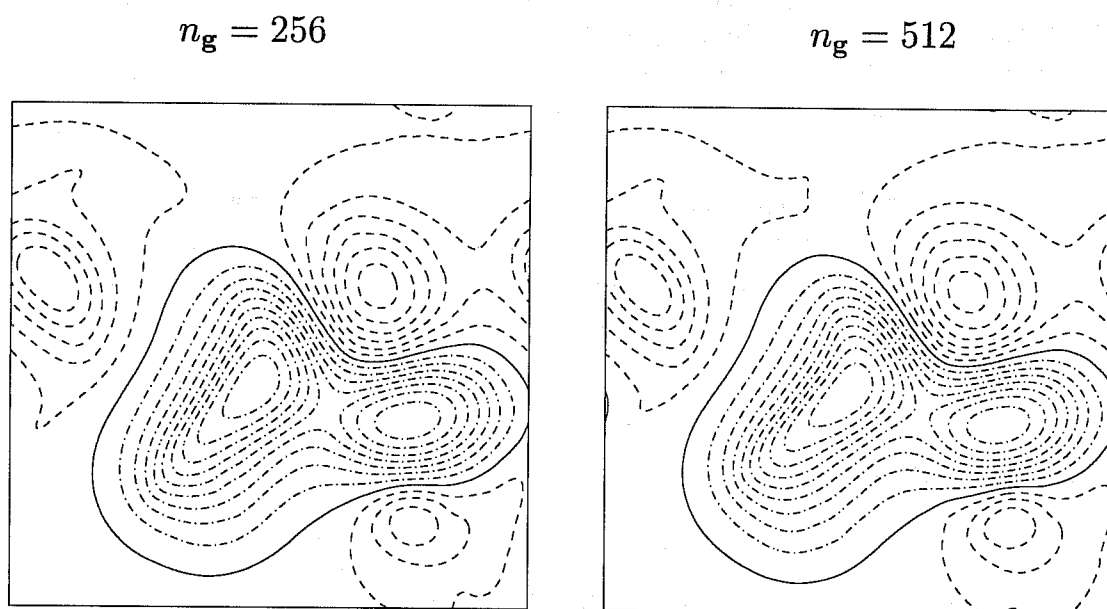 n_g = 256
n_g = 512